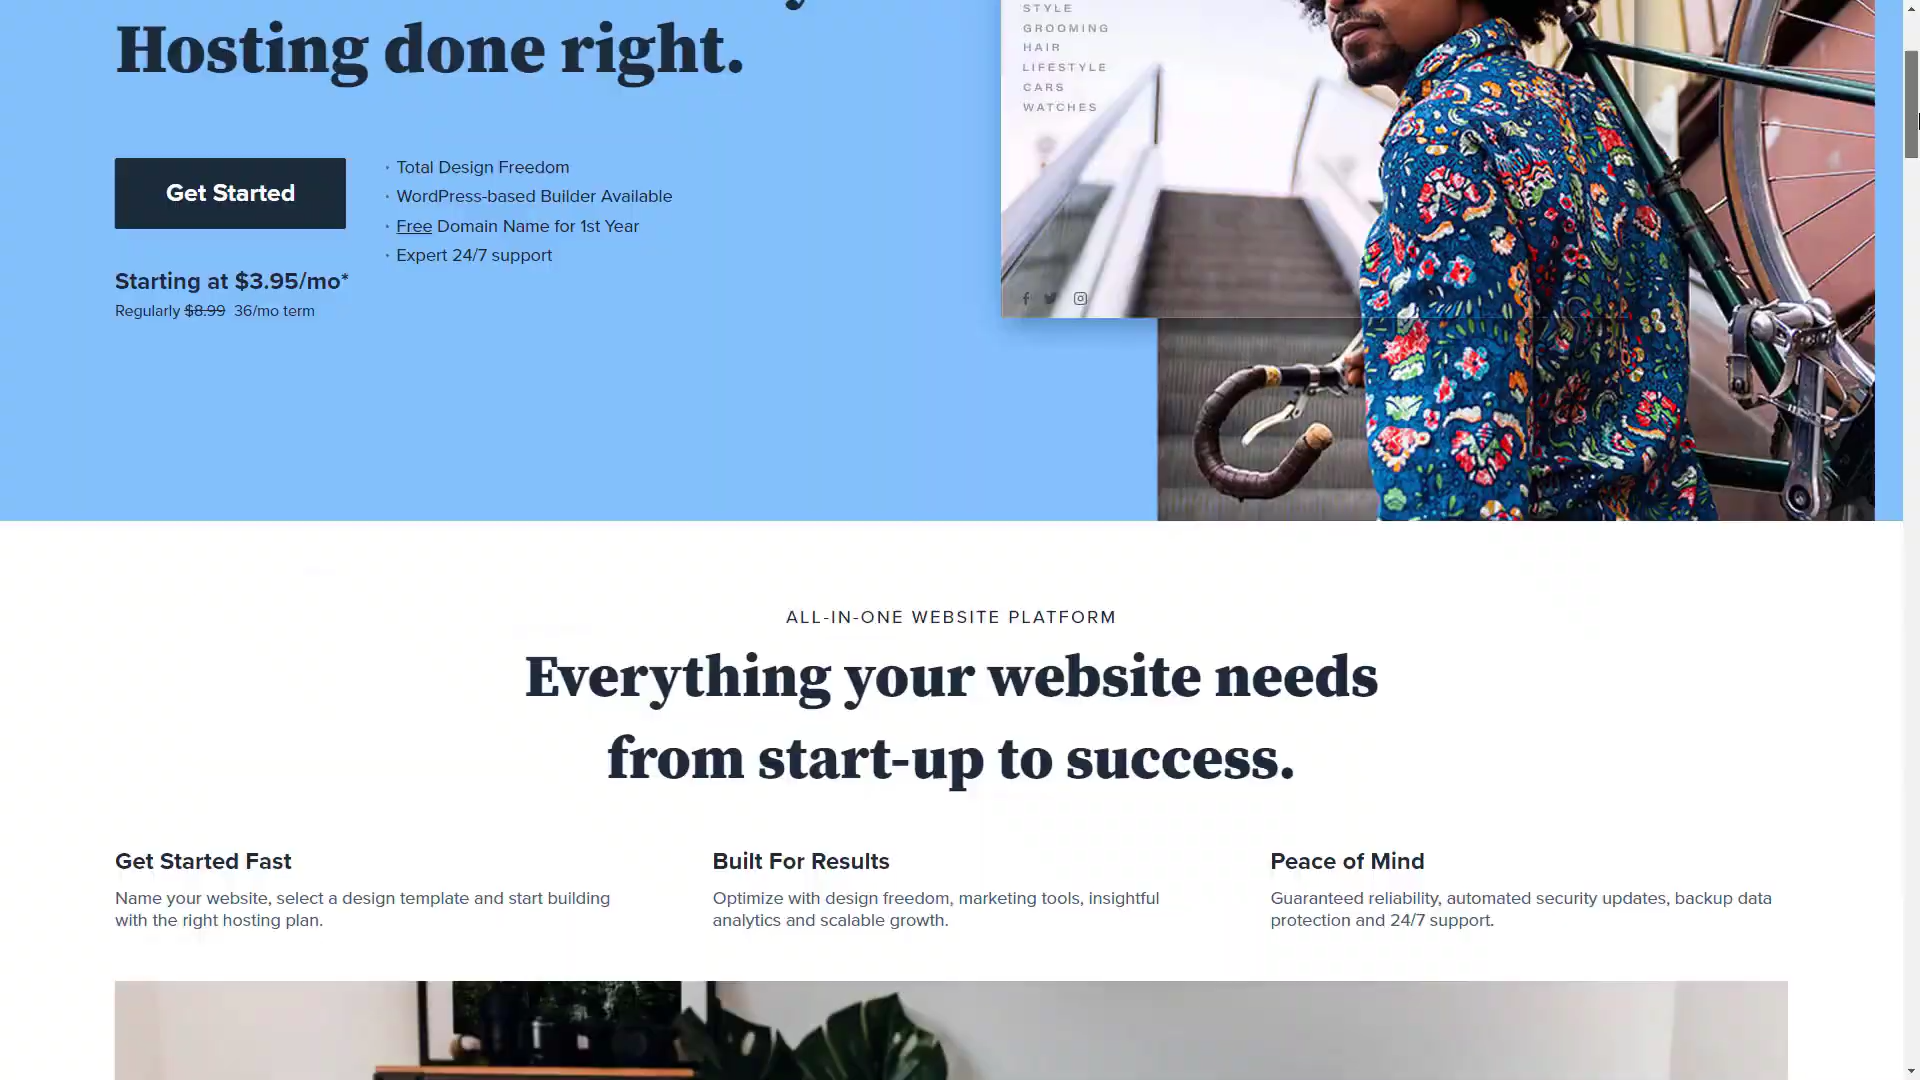 Hosting done right.
Get Started
Starting at $3.95/mo*
Regularly $8.99 36/mo term
· Total Design Freedom
· WordPress-based Builder Available
· Free Domain Name for 1st Year
· Expert 24/7 support
STYLE
GROOMING
HAIR
LIFESTYLE
CARS
WATCHES
ALL-IN-ONE WEBSITE PLATFORM
Everything your website needs
from start-up to success.
Get Started Fast
Name your website, select a design template and start building
with the right hosting plan.
Built For Results
Optimize with design freedom, marketing tools, insightful
analytics and scalable growth.
Peace of Mind
Guaranteed reliability, automated security updates, backup data
protection and 24/7 support.